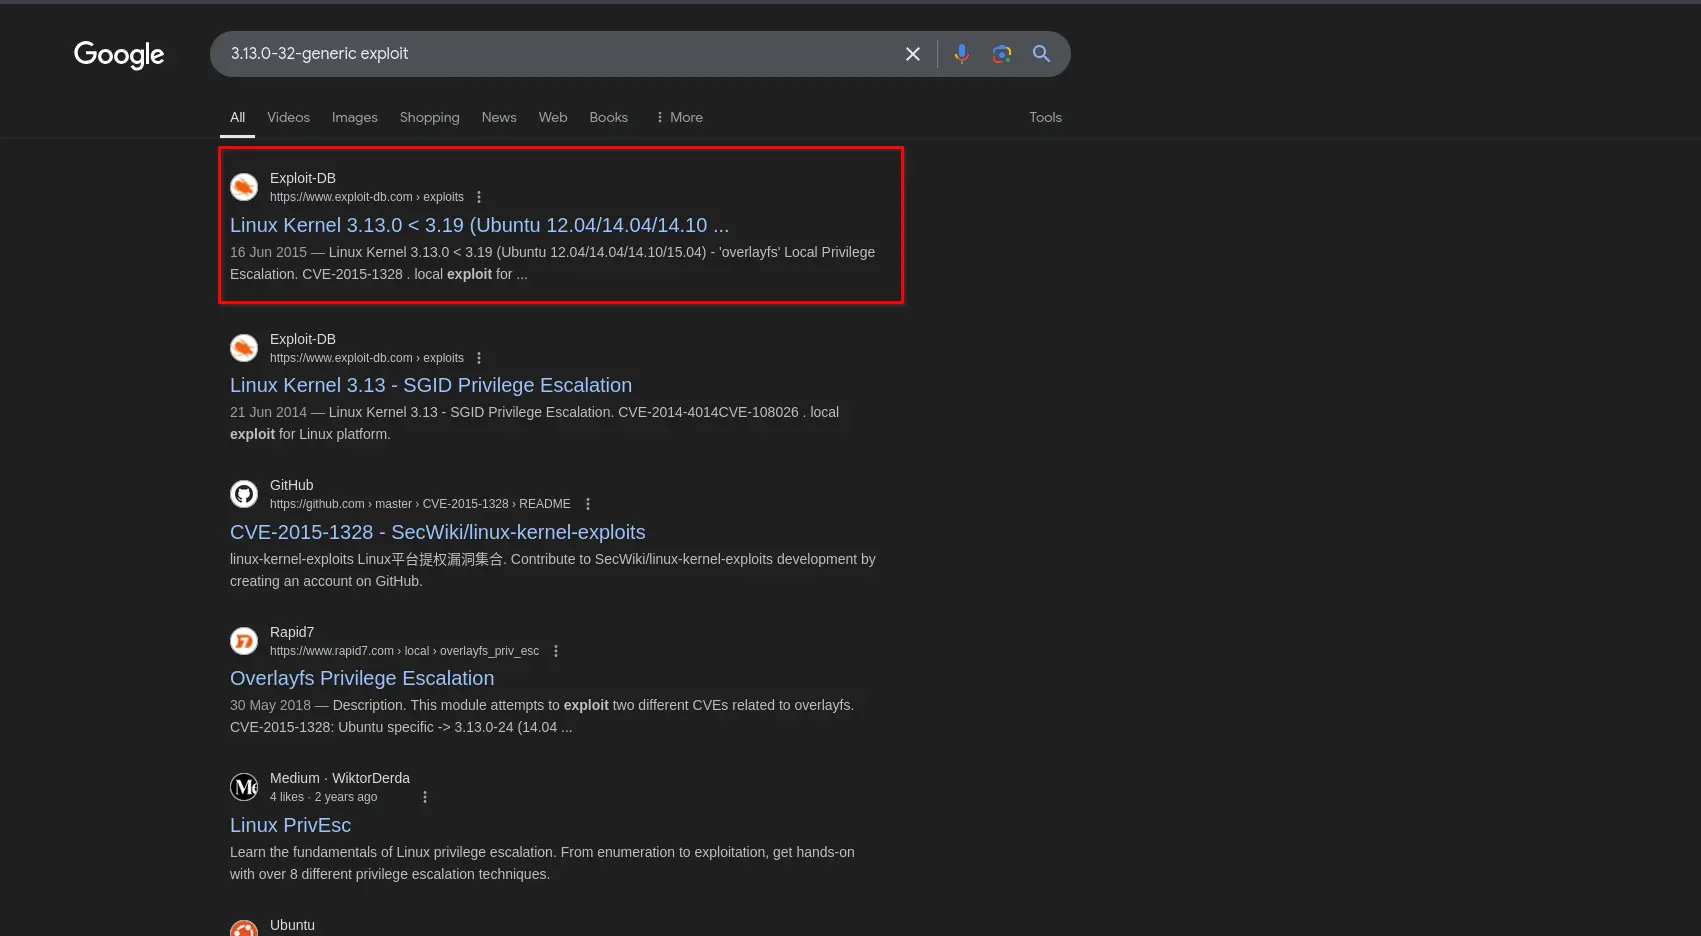 Google
3.13.0-32-generic exploit
All Videos Images Shopping News Web Books More Tools
Exploit-DB
https://www.exploit-db.com › exploits
Linux Kernel 3.13.0 < 3.19 (Ubuntu 12.04/14.04/14.10 ...
16 Jun 2015 — Linux Kernel 3.13.0 < 3.19 (Ubuntu 12.04/14.04/14.10/15.04) - 'overlayfs' Local Privilege
Escalation. CVE-2015-1328 . local exploit for ...
Exploit-DB
https://www.exploit-db.com › exploits
Linux Kernel 3.13 - SGID Privilege Escalation
21 Jun 2014 — Linux Kernel 3.13 - SGID Privilege Escalation. CVE-2014-4014CVE-108026 . local
exploit for Linux platform.
GitHub
https://github.com › master › CVE-2015-1328 › README
CVE-2015-1328 - SecWiki/linux-kernel-exploits
linux-kernel-exploits Linux平台提权漏洞集合. Contribute to SecWiki/linux-kernel-exploits development by
creating an account on GitHub.
Rapid7
https://www.rapid7.com › local › overlayfs_priv_esc
Overlayfs Privilege Escalation
30 May 2018 — Description. This module attempts to exploit two different CVEs related to overlayfs.
CVE-2015-1328: Ubuntu specific -> 3.13.0-24 (14.04 ...
Medium · WiktorDerda
4 likes · 2 years ago
Linux PrivEsc
Learn the fundamentals of Linux privilege escalation. From enumeration to exploitation, get hands-on
with over 8 different privilege escalation techniques.
Ubuntu